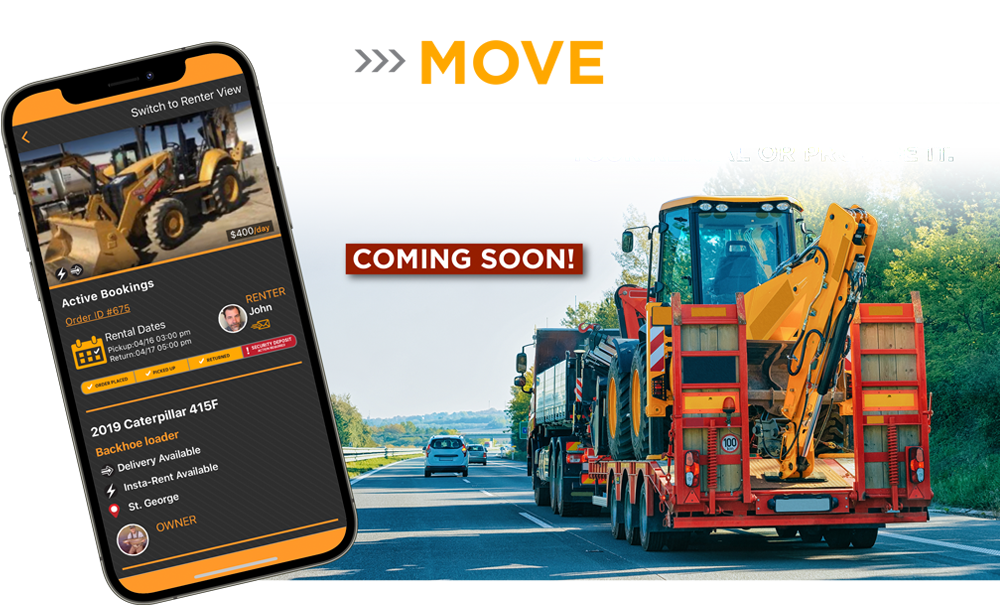 MOVE
COMING SOON!
Switch to Renter View
$400/day
Active Bookings
Order ID #675
RENTER
John
Rental Dates
Pickup:04/16 03:00 pm
Return:04/17 05:00 pm
ORDER PLACED
PICKED UP
RETURNED
SECURITY DEPOSIT
ACTION REQUIRED
2019 Caterpillar 415F
Backhoe loader
Delivery Available
Insta-Rent Available
St. George
OWNER
100